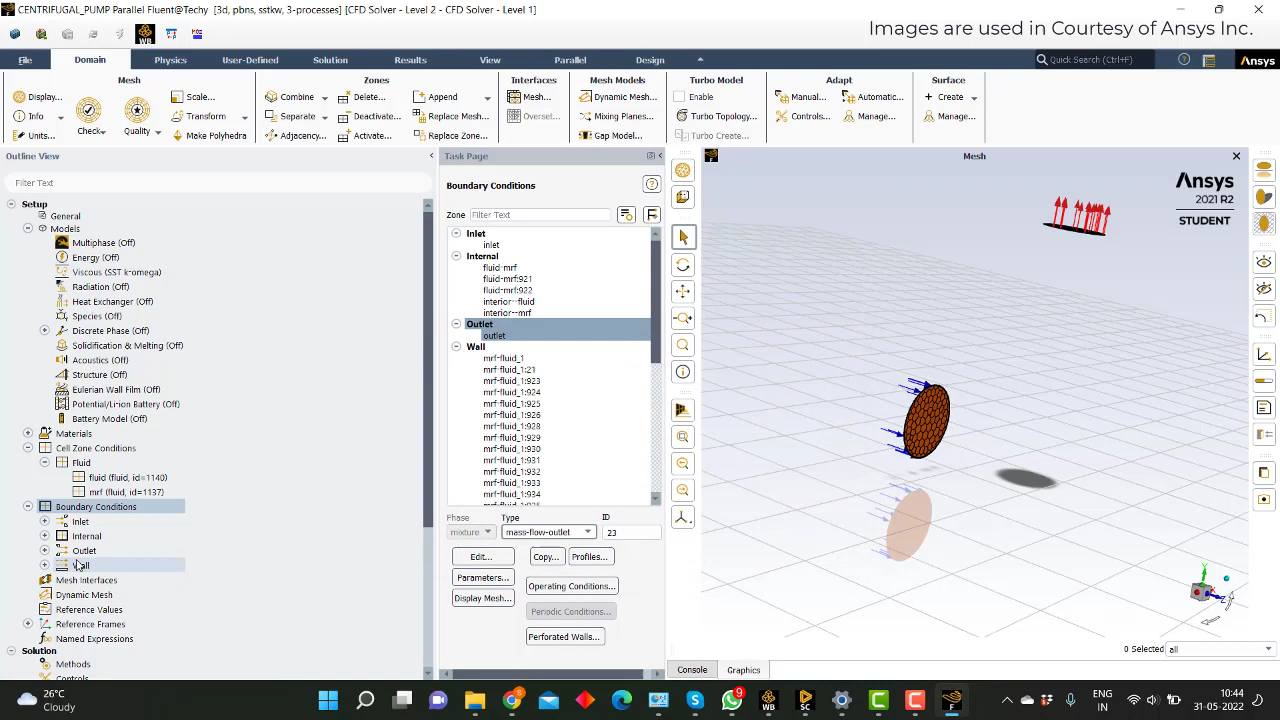 CENTRIFUGAL_PUMP Parallel Fluent@Techy [3d, pbns, sstkw, 3-processes] [CFD Solver - Level 2 - CFD Solver - Level 1]
Images are used in Courtesy of Ansys Inc.
File Domain Physics User-Defined Solution Results View Parallel Design Quick Search (Ctrl+F) Ansys
Mesh Zones Interfaces Mesh Models Turbo Model Adapt Surface
Display... Scale... Combine Delete... Append Mesh... Dynamic Mesh... Enable Manual... Automatic... Create
Info Transform Separate Deactivate... Replace Mesh... Overset... Mixing Planes... Turbo Topology... Controls... Manage... Manage...
Units... Check Quality Make Polyhedra Adjacency... Activate... Replace Zone... Gap Model... Turbo Create...
Outline View
Filter Text
Setup
General
Models
Multiphase (Off)
Energy (Off)
Viscous (SST k-omega)
Radiation (Off)
Heat Exchanger (Off)
Species (Off)
Discrete Phase (Off)
Solidification & Melting (Off)
Acoustics (Off)
Structure (Off)
Eulerian Wall Film (Off)
Potential/Li-ion Battery (Off)
Battery Model (Off)
Materials
Cell Zone Conditions
Fluid
fluid (fluid, id=1140)
mrf (fluid, id=1137)
Boundary Conditions
Inlet
Internal
Outlet
Mesh Interfaces
Dynamic Mesh
Reference Values
Reference Frames
Named Expressions
Solution
Methods
Controls
Task Page
Boundary Conditions
Zone Filter Text
Inlet
inlet
Internal
fluid-mrf
fluid-mrf:921
fluid-mrf:922
interior--fluid
interior--mrf
Outlet
outlet
Wall
mrf-fluid_1
mrf-fluid_1:21
mrf-fluid_1:923
mrf-fluid_1:924
mrf-fluid_1:925
mrf-fluid_1:926
mrf-fluid_1:928
mrf-fluid_1:929
mrf-fluid_1:930
mrf-fluid_1:931
mrf-fluid_1:932
mrf-fluid_1:933
mrf-fluid_1:934
mrf-fluid_1:935
Phase Type ID
mixture mass-flow-outlet 23
Edit... Copy... Profiles...
Parameters... Operating Conditions...
Display Mesh... Periodic Conditions...
Perforated Walls...
Mesh
Ansys
2021 R2
STUDENT
0 Selected all
Console Graphics
26°C
Cloudy
WB SC 9
ENG
IN
10:44
31-05-2022